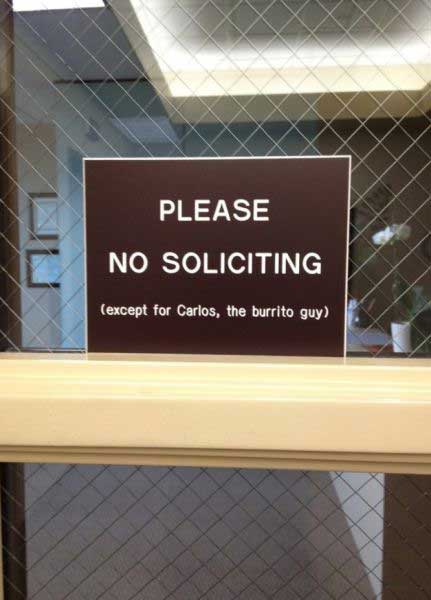 PLEASE
NO SOLICITING
(except for Carlos, the burrito guy)